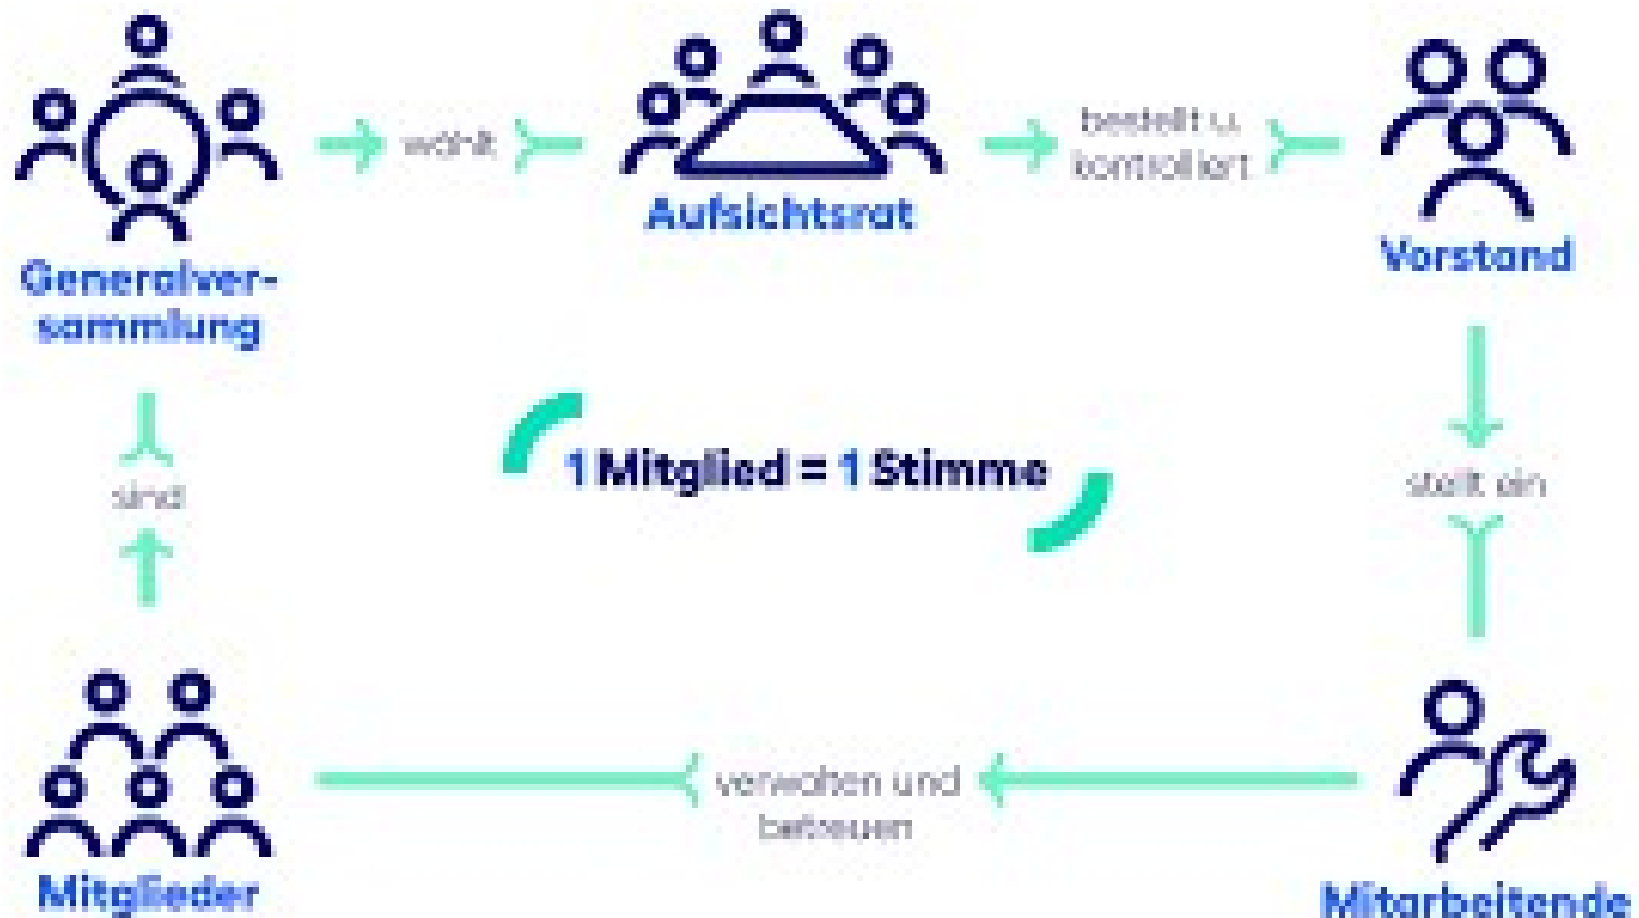 wählt
bestellt u.
kontrolliert
Aufsichtsrat
Vorstand
Generalver-
sammlung
1 Mitglied = 1 Stimme
sind
stellt ein
verwalten und
betreuen
Mitglieder
Mitarbeitende